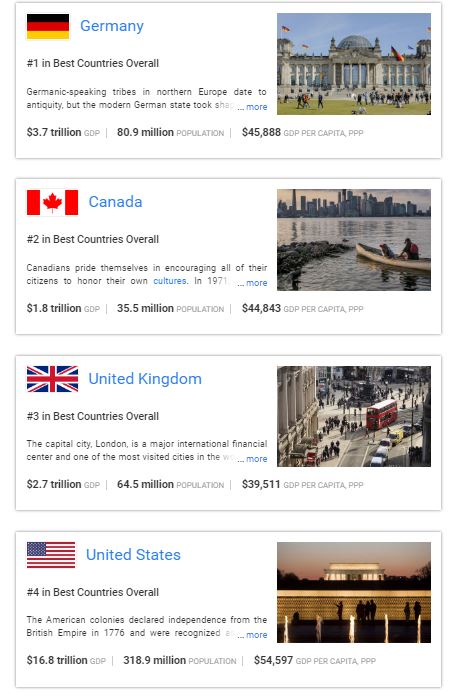 Germany
#1 in Best Countries Overall
Germanic-speaking tribes in northern Europe date to
antiquity, but the modern German state took ... more
$3.7 trillion GDP | 80.9 million POPULATION | $45,888 GDP PER CAPITA, PPP
Canada
#2 in Best Countries Overall
Canadians pride themselves in encouraging all of their
citizens to honor their own cultures. In 1971 ... more
$1.8 trillion GDP | 35.5 million POPULATION | $44,843 GDP PER CAPITA, PPP
United Kingdom
#3 in Best Countries Overall
The capital city, London, is a major international financial
center and one of the most visited cities in the ... more
$2.7 trillion GDP | 64.5 million POPULATION | $39,511 GDP PER CAPITA, PPP
United States
#4 in Best Countries Overall
The American colonies declared independence from the
British Empire in 1776 and were recognized ... more
$16.8 trillion GDP | 318.9 million POPULATION | $54,597 GDP PER CAPITA, PPP